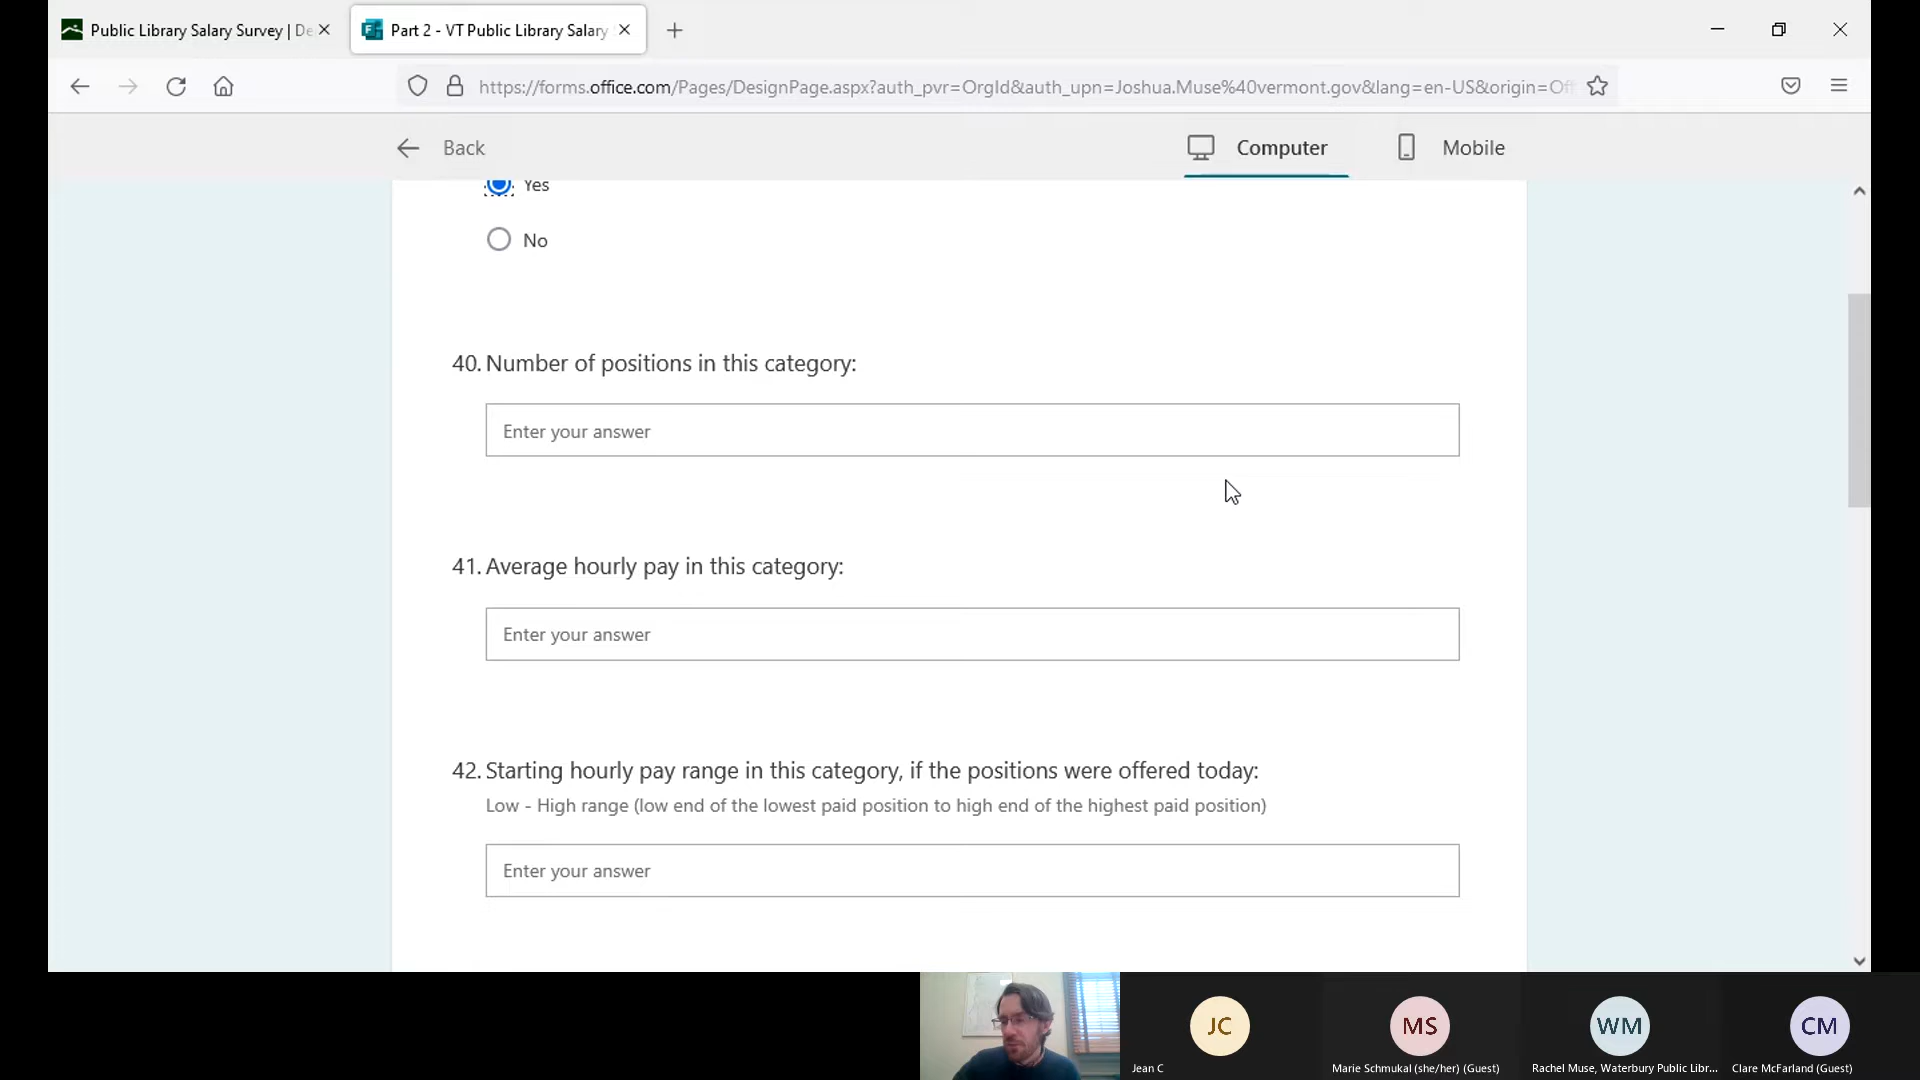 Public Library Salary Survey | De
Part 2 - VT Public Library Salary
https://forms.office.com/Pages/DesignPage.aspx?auth_pvr=OrgId&auth_upn=Joshua.Muse%40vermont.gov&lang=en-US&origin=Off
Back
Computer
Mobile
Yes
No
40. Number of positions in this category:
Enter your answer
41. Average hourly pay in this category:
Enter your answer
42. Starting hourly pay range in this category, if the positions were offered today:
Low - High range (low end of the lowest paid position to high end of the highest paid position)
Enter your answer
JC
MS
WM
CM
Jean C
Marie Schmukal (she/her) (Guest)
Rachel Muse, Waterbury Public Libr...
Clare McFarland (Guest)